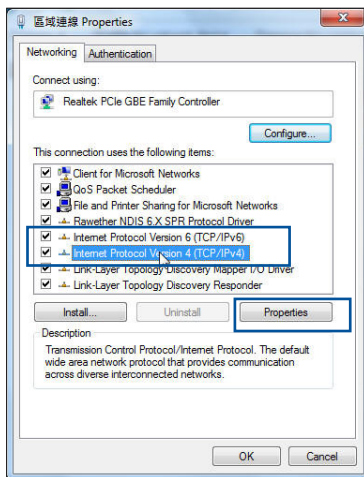 區域連線 Properties
Networking
Authentication
Connect using:
Realtek PCIe GBE Family Controller
Configure...
This connection uses the following items:
Client for Microsoft Networks
QoS Packet Scheduler
File and Printer Sharing for Microsoft Networks
Rawether NDIS 6.X SPR Protocol Driver
Internet Protocol Version 6 (TCP/IPv6)
Internet Protocol Version 4 (TCP/IPv4)
Link-Layer Topology Discovery Mapper I/O Driver
Link-Layer Topology Discovery Responder
Install...
Uninstall
Properties
Description
Transmission Control Protocol/Internet Protocol. The default
wide area network protocol that provides communication
across diverse interconnected networks.
OK
Cancel